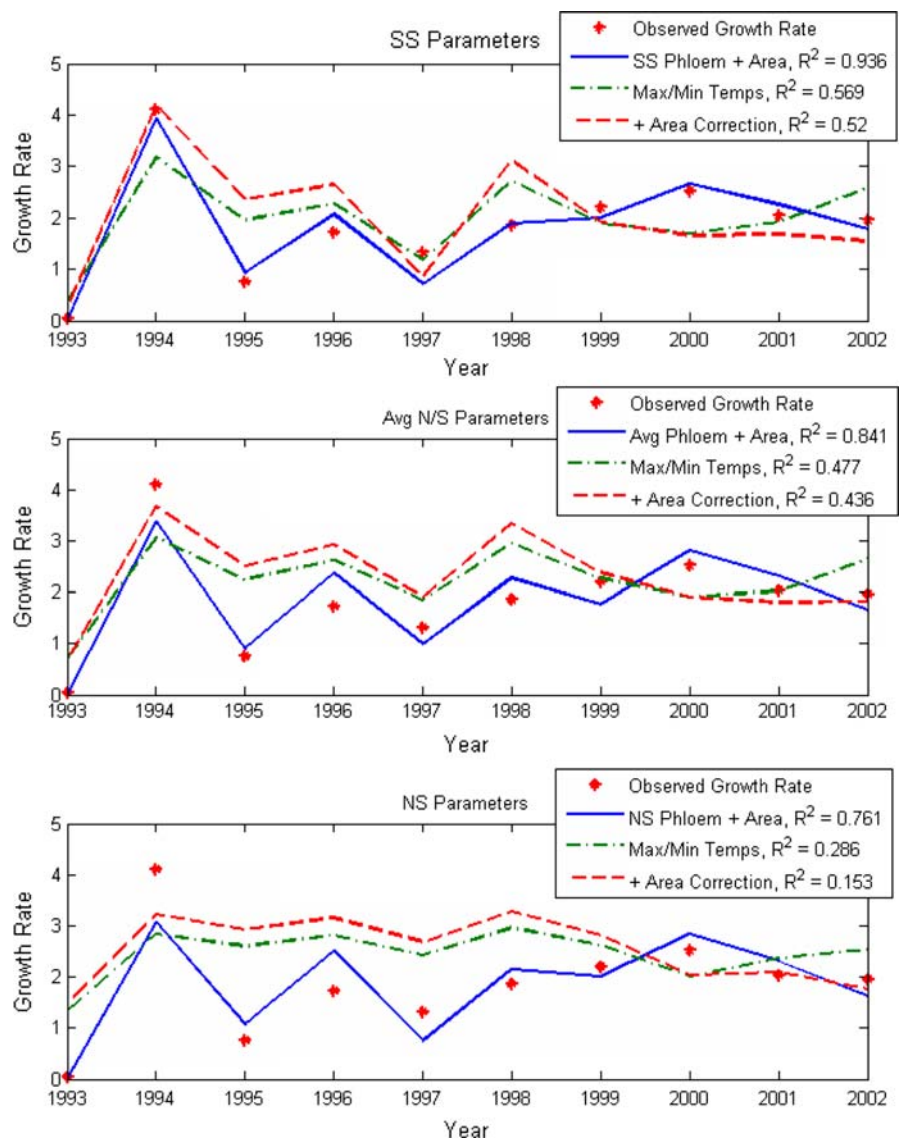 SS Parameters
Observed Growth Rate
SS Phloem + Area, R² = 0.936
Max/Min Temps, R² = 0.569
+ Area Correction, R² = 0.52
Growth Rate
5
4
3
2
1
0
1993 1994 1995 1996 1997 1998 1999 2000 2001 2002
Year
Avg N/S Parameters
Observed Growth Rate
Avg Phloem + Area, R² = 0.841
Max/Min Temps, R² = 0.477
+ Area Correction, R² = 0.436
Growth Rate
5
4
3
2
1
0
1993 1994 1995 1996 1997 1998 1999 2000 2001 2002
Year
NS Parameters
Observed Growth Rate
NS Phloem + Area, R² = 0.761
Max/Min Temps, R² = 0.286
+ Area Correction, R² = 0.153
Growth Rate
5
4
3
2
1
0
1993 1994 1995 1996 1997 1998 1999 2000 2001 2002
Year